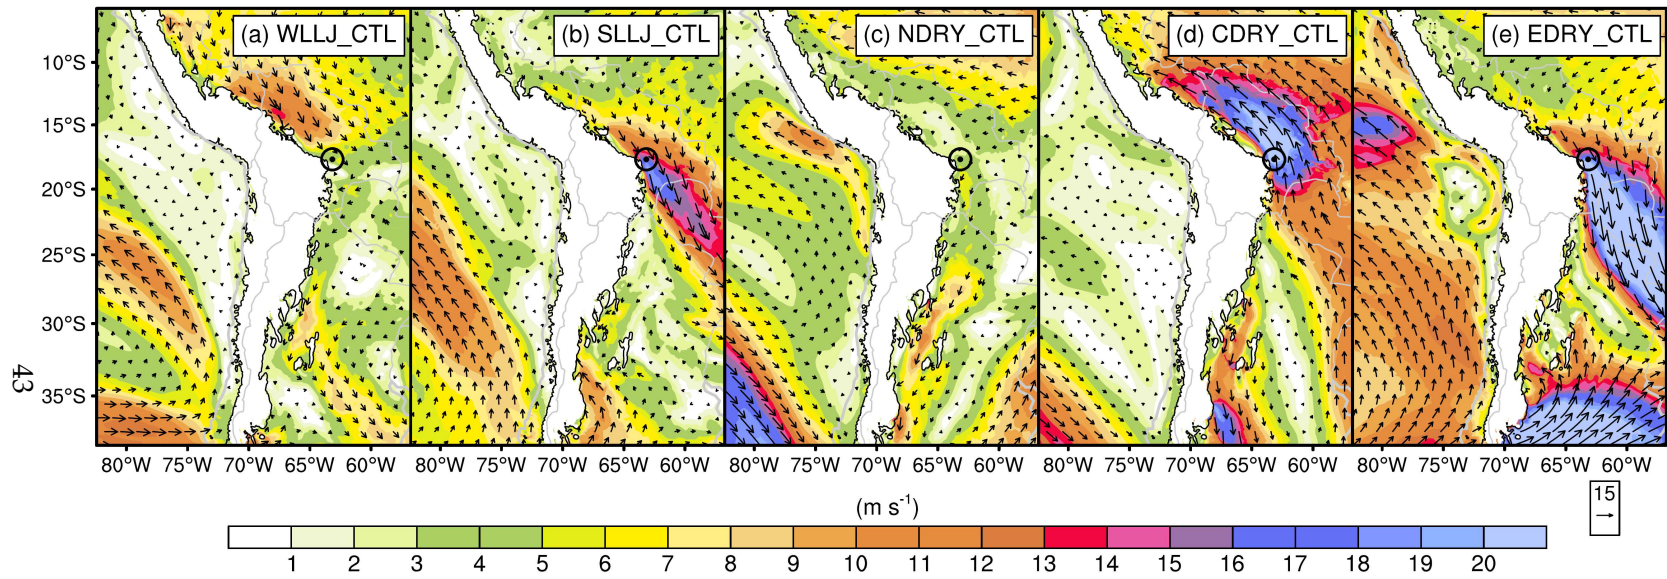 (a) WLLJ_CTL (b) SLLJ_CTL (c) NDRY_CTL (d) CDRY_CTL (e) EDRY_CTL
10°S
15°S
20°S
25°S
30°S
35°S
43
80°W 75°W 70°W 65°W 60°W 80°W 75°W 70°W 65°W 60°W 80°W 75°W 70°W 65°W 60°W 80°W 75°W 70°W 65°W 60°W 80°W 75°W 70°W 65°W 60°W
(m s⁻¹)
15
1 2 3 4 5 6 7 8 9 10 11 12 13 14 15 16 17 18 19 20